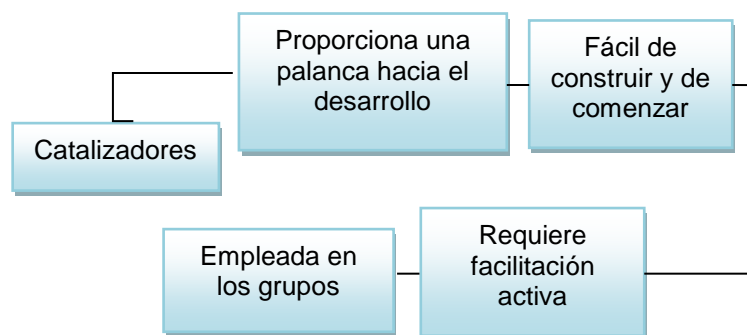 Proporciona una
palanca hacia el
desarrollo
Fácil de
construir y de
comenzar
Catalizadores
Empleada en
los grupos
Requiere
facilitación
activa